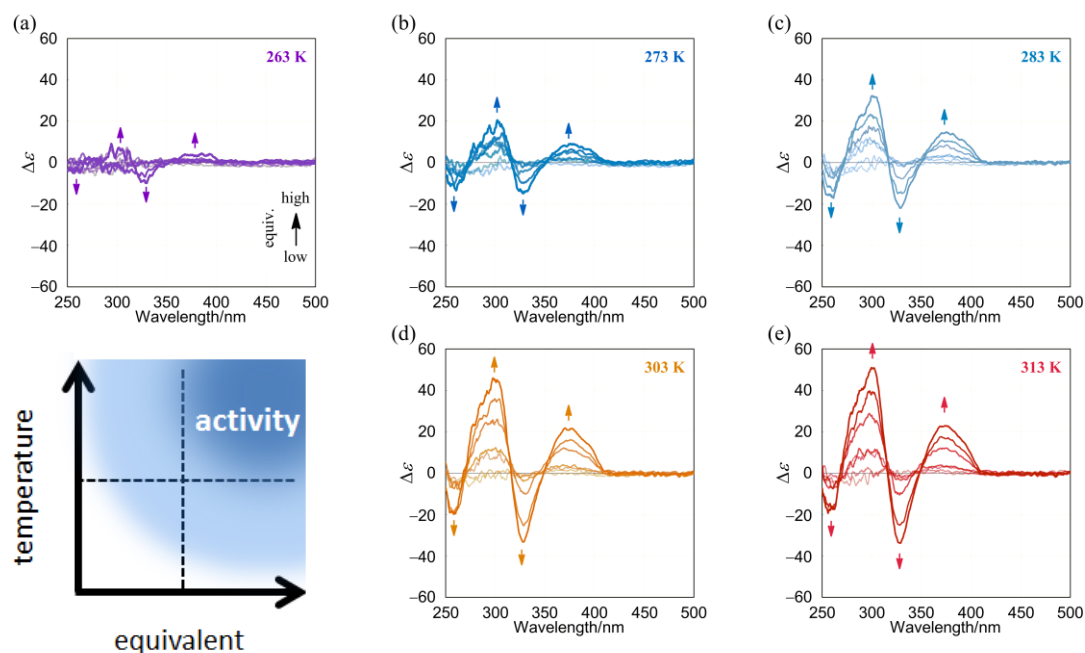 (a)
60
40
20
0
−20
−40
−60
Δε
263 K
high
equiv.
low
250 300 350 400 450 500
Wavelength/nm
(b)
60
40
20
0
−20
−40
−60
Δε
273 K
250 300 350 400 450 500
Wavelength/nm
(c)
60
40
20
0
−20
−40
−60
Δε
283 K
250 300 350 400 450 500
Wavelength/nm
temperature
activity
equivalent
(d)
60
40
20
0
−20
−40
−60
Δε
303 K
250 300 350 400 450 500
Wavelength/nm
(e)
60
40
20
0
−20
−40
−60
Δε
313 K
250 300 350 400 450 500
Wavelength/nm